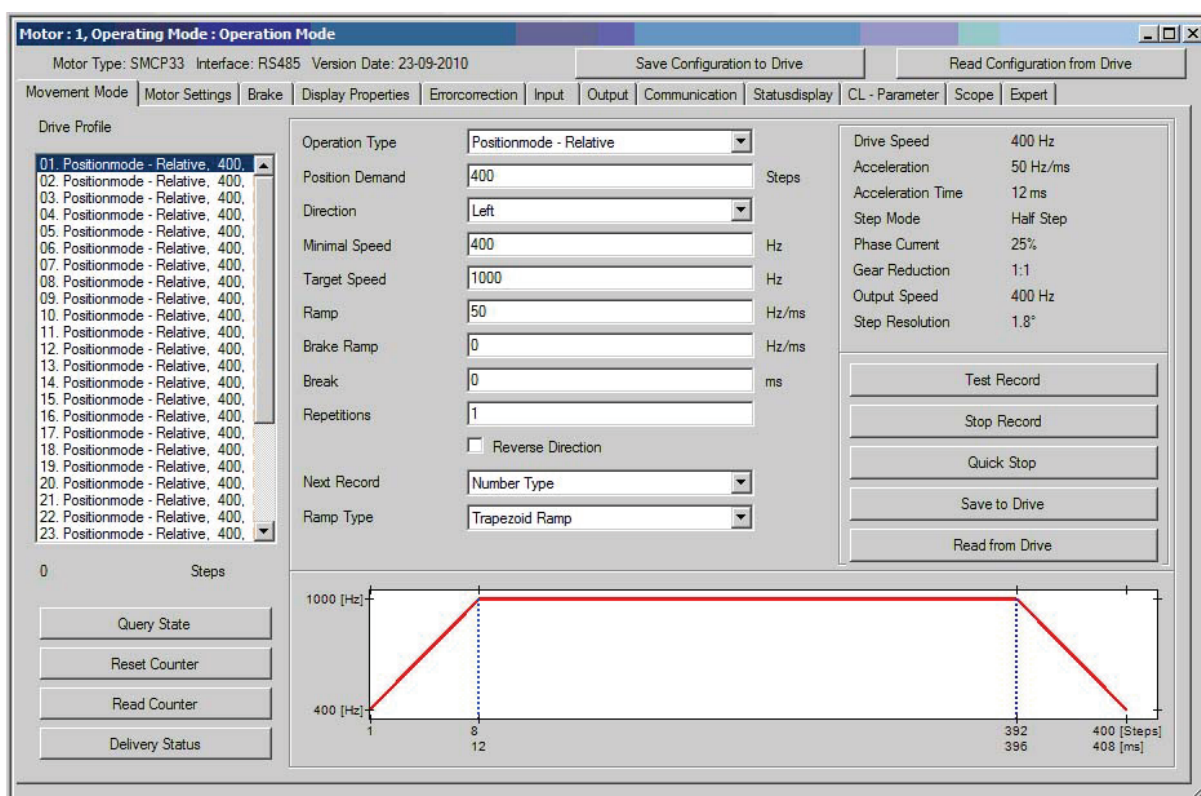 Motor : 1, Operating Mode : Operation Mode
Motor Type: SMCP33 Interface: RS485 Version Date: 23-09-2010
Save Configuration to Drive
Read Configuration from Drive
Movement Mode Motor Settings Brake Display Properties Errorcorrection Input Output Communication Statusdisplay CL - Parameter Scope Expert
Drive Profile
01. Positionmode - Relative, 400,
02. Positionmode - Relative, 400,
03. Positionmode - Relative, 400,
04. Positionmode - Relative, 400,
05. Positionmode - Relative, 400,
06. Positionmode - Relative, 400,
07. Positionmode - Relative, 400,
08. Positionmode - Relative, 400,
09. Positionmode - Relative, 400,
10. Positionmode - Relative, 400,
11. Positionmode - Relative, 400,
12. Positionmode - Relative, 400,
13. Positionmode - Relative, 400,
14. Positionmode - Relative, 400,
15. Positionmode - Relative, 400,
16. Positionmode - Relative, 400,
17. Positionmode - Relative, 400,
18. Positionmode - Relative, 400,
19. Positionmode - Relative, 400,
20. Positionmode - Relative, 400,
21. Positionmode - Relative, 400,
22. Positionmode - Relative, 400,
23. Positionmode - Relative, 400,
0 Steps
Query State
Reset Counter
Read Counter
Delivery Status
Operation Type Positionmode - Relative
Position Demand 400 Steps
Direction Left
Minimal Speed 400 Hz
Target Speed 1000 Hz
Ramp 50 Hz/ms
Brake Ramp 0 Hz/ms
Break 0 ms
Repetitions 1
Reverse Direction
Next Record Number Type
Ramp Type Trapezoid Ramp
Drive Speed 400 Hz
Acceleration 50 Hz/ms
Acceleration Time 12 ms
Step Mode Half Step
Phase Current 25%
Gear Reduction 1:1
Output Speed 400 Hz
Step Resolution 1.8°
Test Record
Stop Record
Quick Stop
Save to Drive
Read from Drive
1000 [Hz]
400 [Hz]
1 8 392 400 [Steps]
12 396 408 [ms]